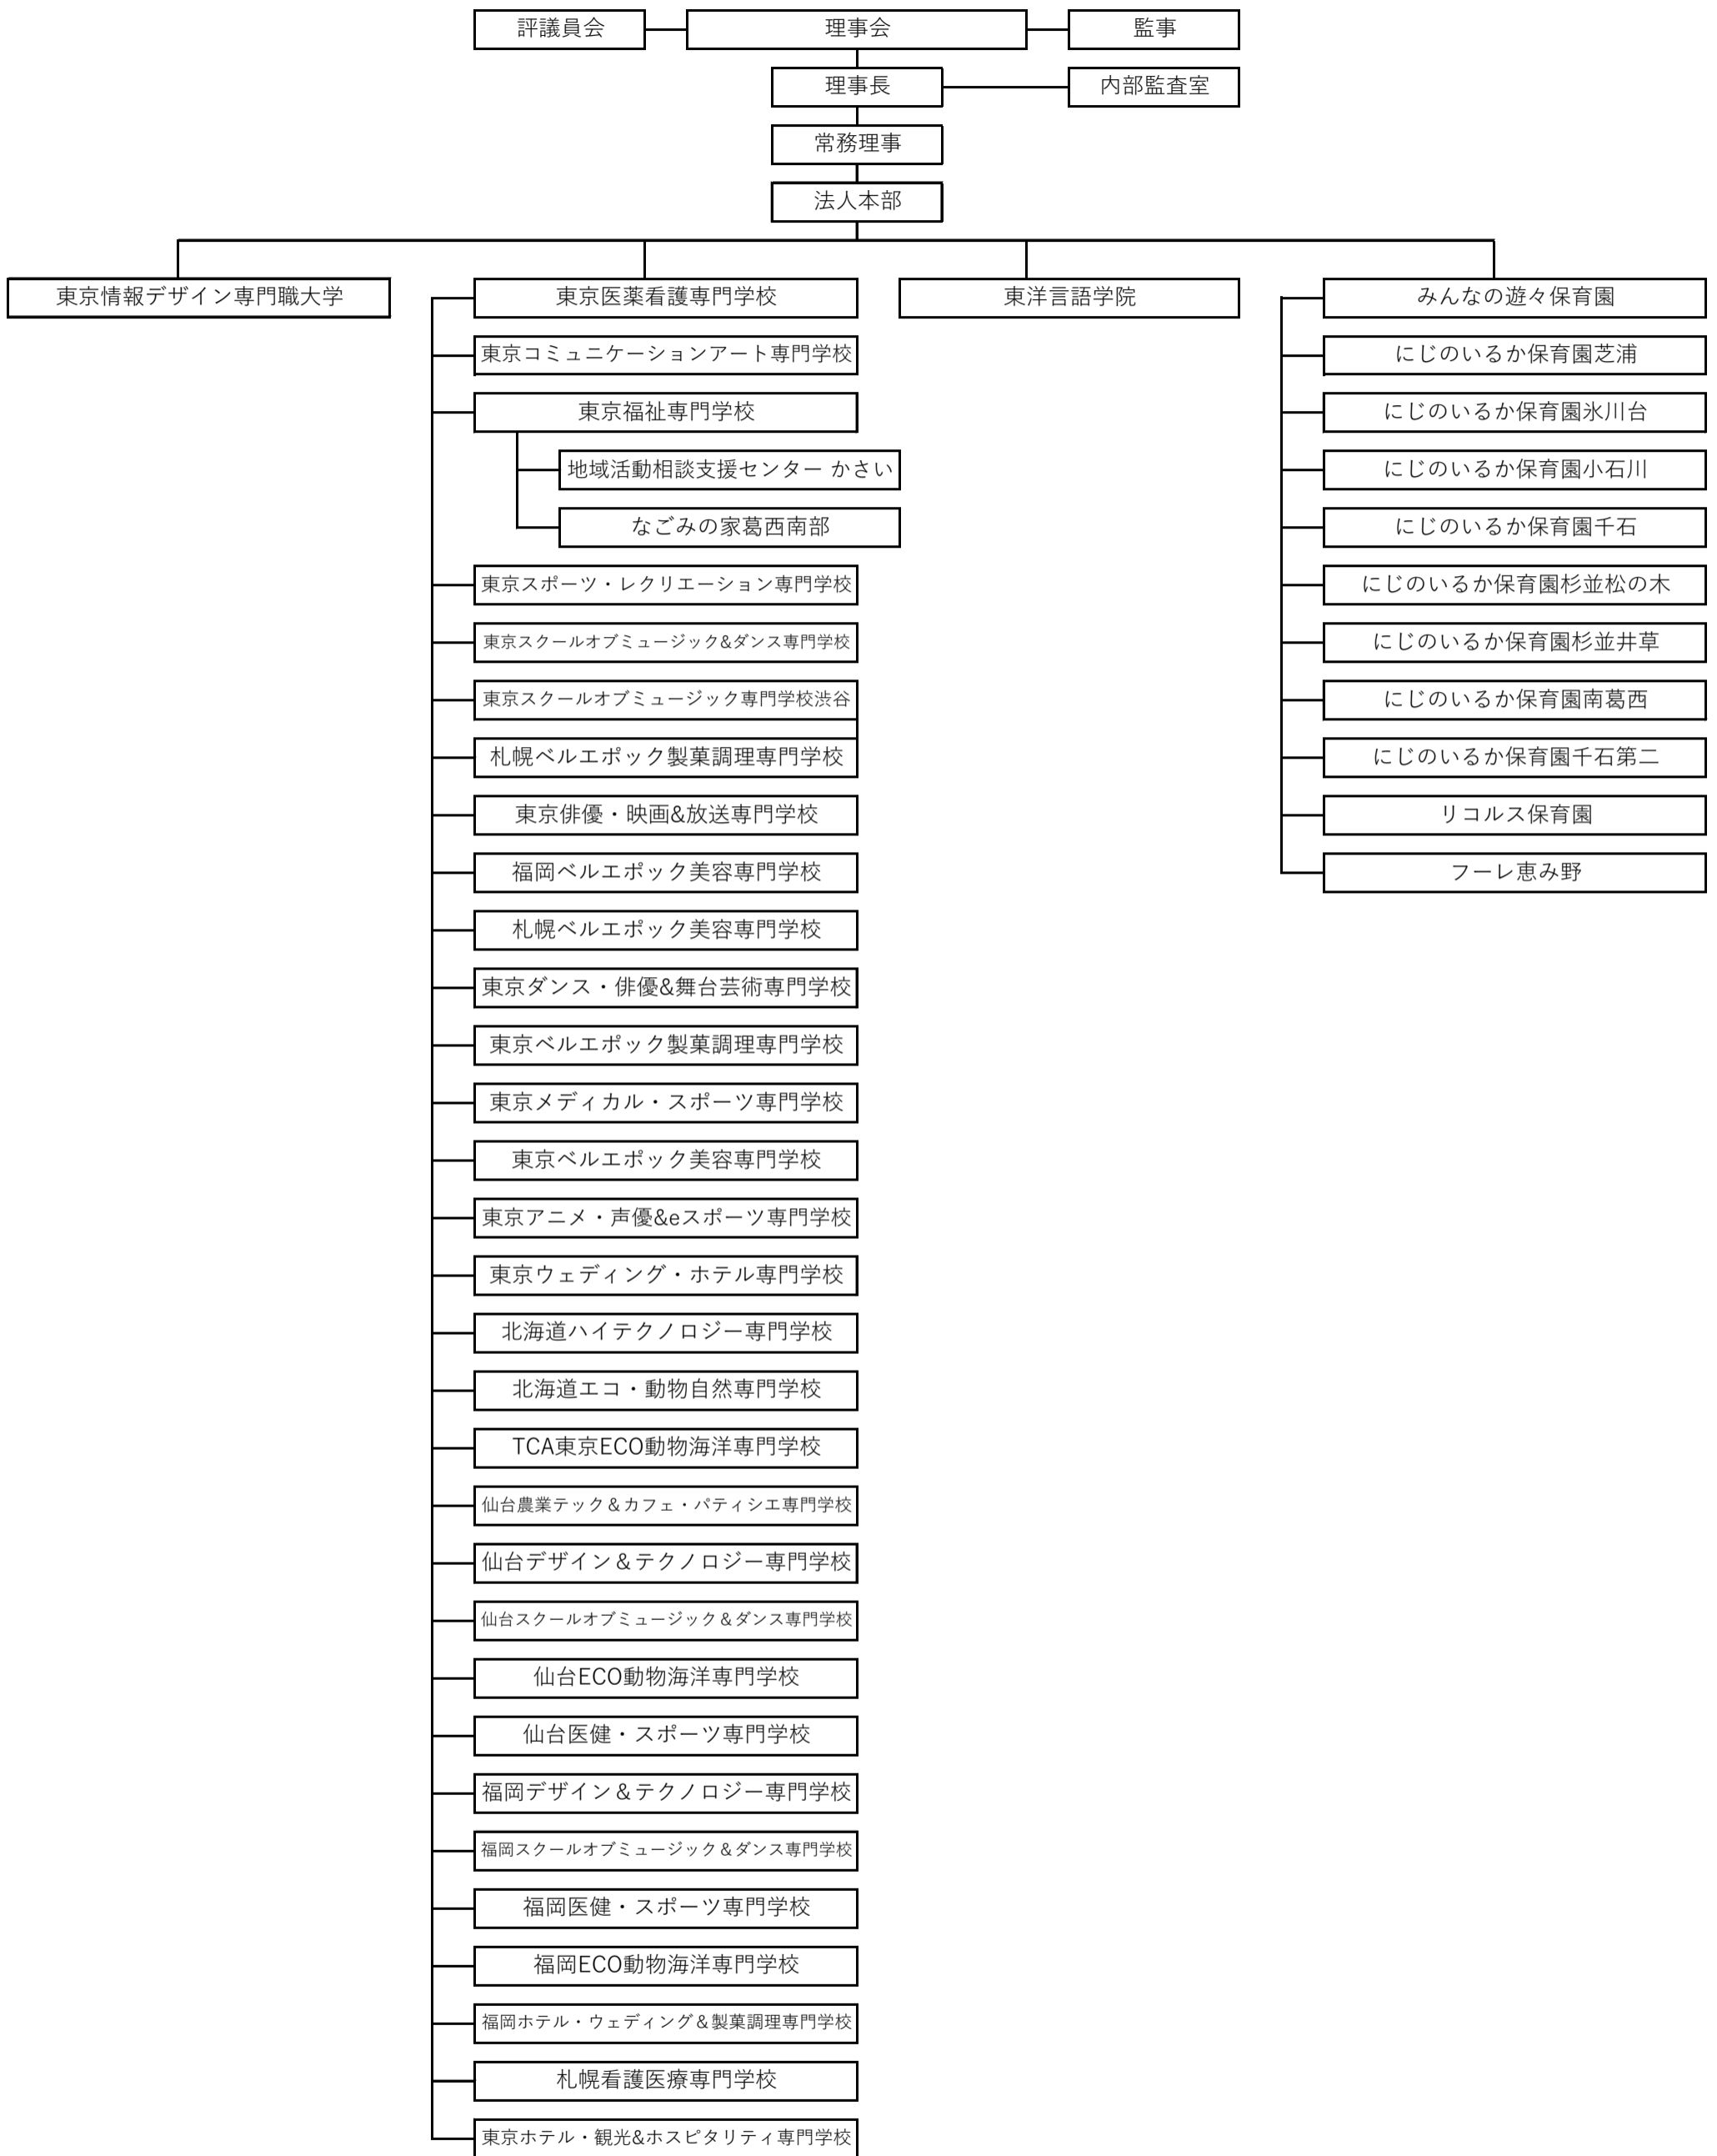 評議員会
理事会
監事
理事長
内部監査室
常務理事
法人本部
東京情報デザイン専門職大学
東京医薬看護専門学校
東京コミュニケーションアート専門学校
東京福祉専門学校
地域活動相談支援センター かさい
なごみの家葛西南部
東京スポーツ・レクリエーション専門学校
東京スクールオブミュージック&ダンス専門学校
東京スクールオブミュージック専門学校渋谷
札幌ベルエポック製菓調理専門学校
東京俳優・映画&放送専門学校
福岡ベルエポック美容専門学校
札幌ベルエポック美容専門学校
東京ダンス・俳優&舞台芸術専門学校
東京ベルエポック製菓調理専門学校
東京メディカル・スポーツ専門学校
東京ベルエポック美容専門学校
東京アニメ・声優&eスポーツ専門学校
東京ウェディング・ホテル専門学校
北海道ハイテクノロジー専門学校
北海道エコ・動物自然専門学校
TCA東京ECO動物海洋専門学校
仙台農業テック＆カフェ・パティシエ専門学校
仙台デザイン＆テクノロジー専門学校
仙台スクールオブミュージック＆ダンス専門学校
仙台ECO動物海洋専門学校
仙台医健・スポーツ専門学校
福岡デザイン＆テクノロジー専門学校
福岡スクールオブミュージック＆ダンス専門学校
福岡医健・スポーツ専門学校
福岡ECO動物海洋専門学校
福岡ホテル・ウェディング＆製菓調理専門学校
札幌看護医療専門学校
東京ホテル・観光&ホスピタリティ専門学校
東洋言語学院
みんなの遊々保育園
にじのいるか保育園芝浦
にじのいるか保育園氷川台
にじのいるか保育園小石川
にじのいるか保育園千石
にじのいるか保育園杉並松の木
にじのいるか保育園杉並井草
にじのいるか保育園南葛西
にじのいるか保育園千石第二
リコルス保育園
フーレ恵み野